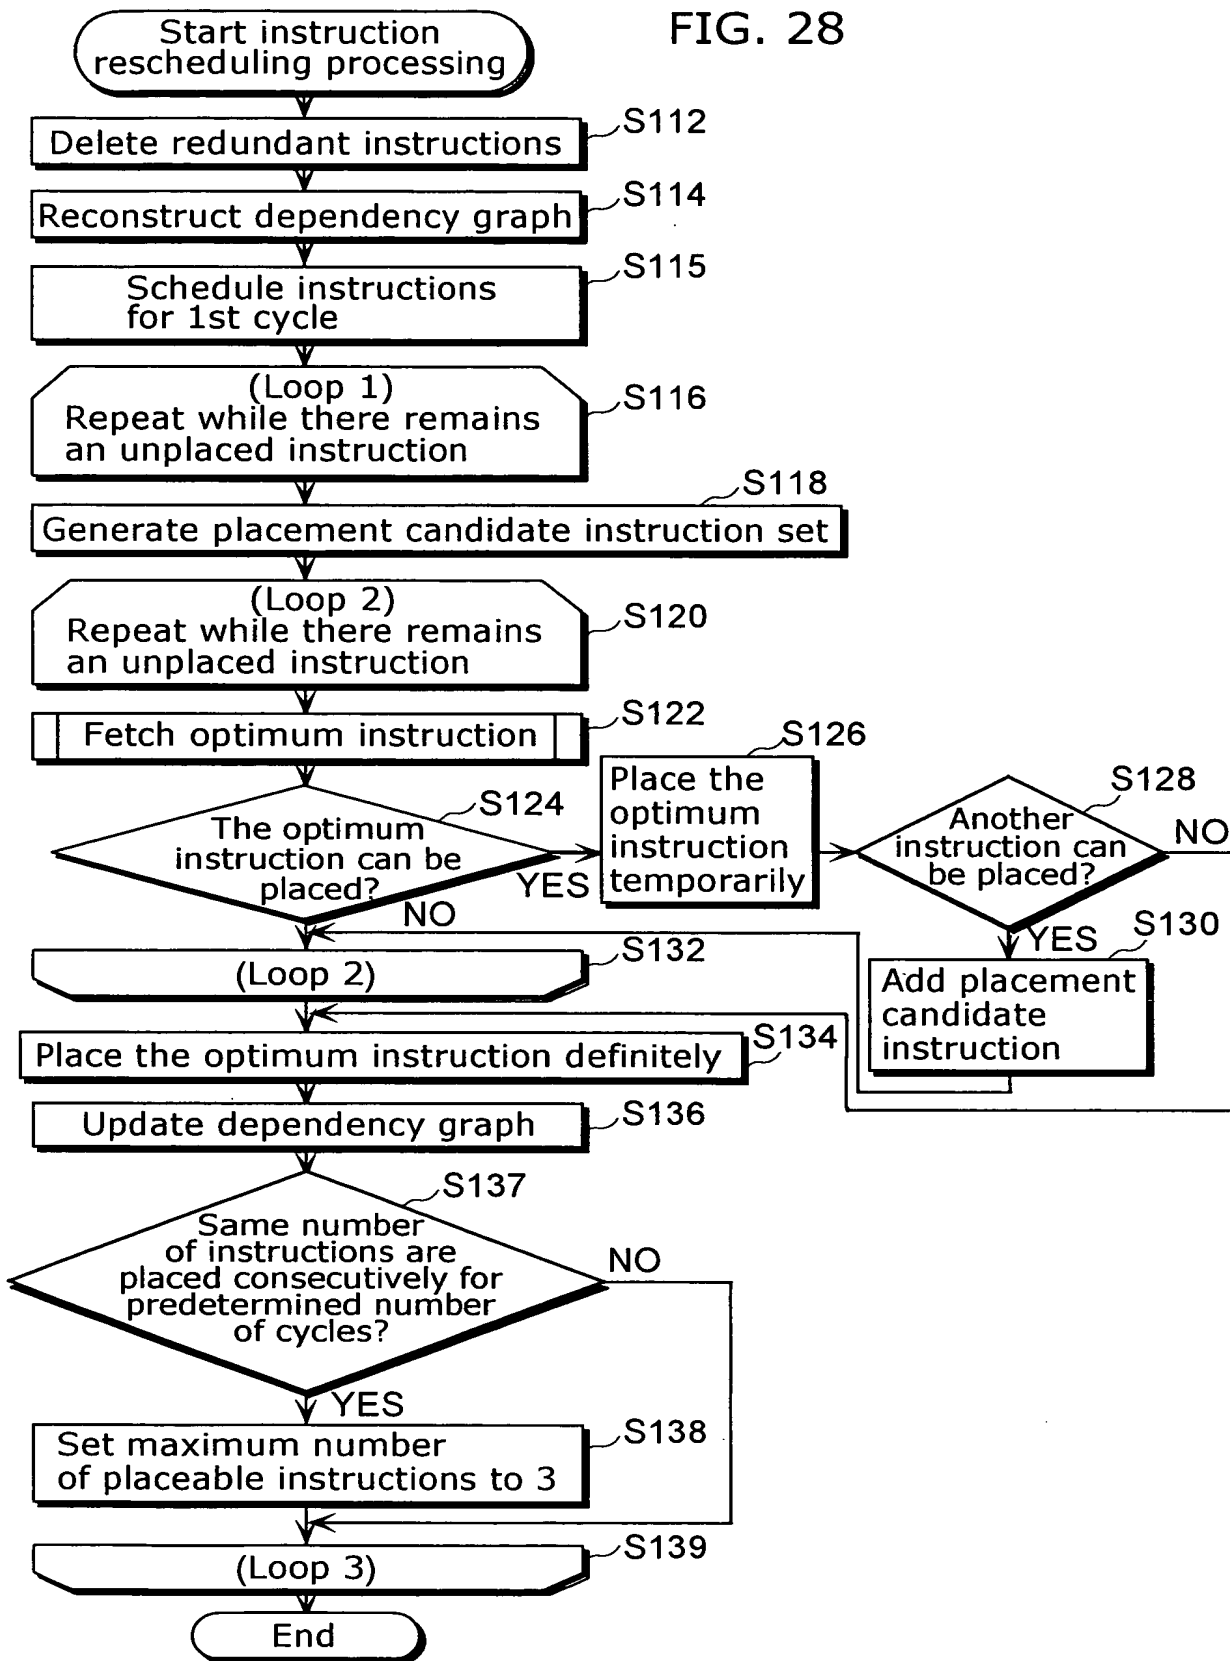 FIG. 28
Start instruction
rescheduling processing
S112
Delete redundant instructions
S114
Reconstruct dependency graph
S115
Schedule instructions
for 1st cycle
(Loop 1)
Repeat while there remains
an unplaced instruction
S116
S118
Generate placement candidate instruction set
(Loop 2)
Repeat while there remains
an unplaced instruction
S120
S122
Fetch optimum instruction
S124
The optimum
instruction can be
placed?
YES
NO
S126
Place the
optimum
instruction
temporarily
S128
Another
instruction can
be placed?
NO
YES
S130
Add placement
candidate
instruction
S132
(Loop 2)
S134
Place the optimum instruction definitely
S136
Update dependency graph
S137
Same number
of instructions are
placed consecutively for
predetermined number
of cycles?
NO
YES
S138
Set maximum number
of placeable instructions to 3
S139
(Loop 3)
End